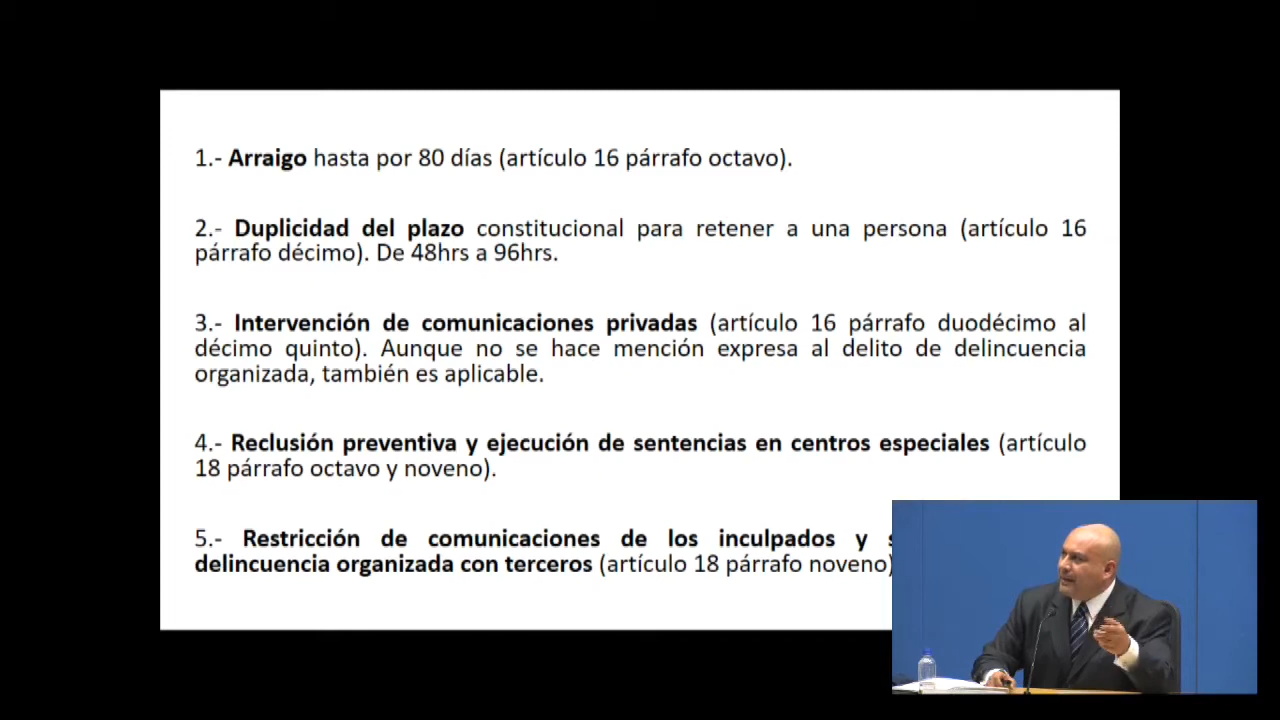 1.- Arraigo hasta por 80 días (artículo 16 párrafo octavo).
2.- Duplicidad del plazo constitucional para retener a una persona (artículo 16
párrafo décimo). De 48hrs a 96hrs.
3.- Intervención de comunicaciones privadas (artículo 16 párrafo duodécimo al
décimo quinto). Aunque no se hace mención expresa al delito de delincuencia
organizada, también es aplicable.
4.- Reclusión preventiva y ejecución de sentencias en centros especiales (artículo
18 párrafo octavo y noveno).
5.- Restricción de comunicaciones de los inculpados y
delincuencia organizada con terceros (artículo 18 párrafo noveno)